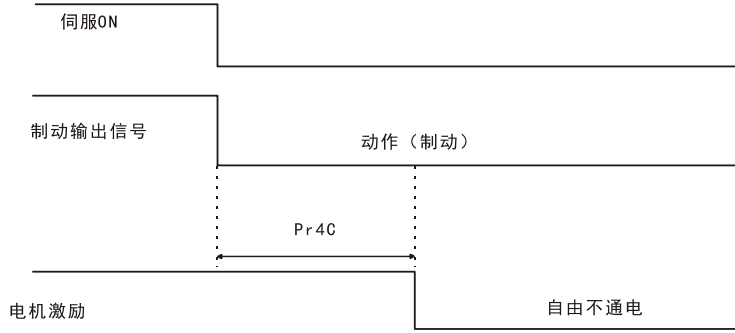 伺服ON
制动输出信号
动作（制动）
Pr4C
电机激励
自由不通电